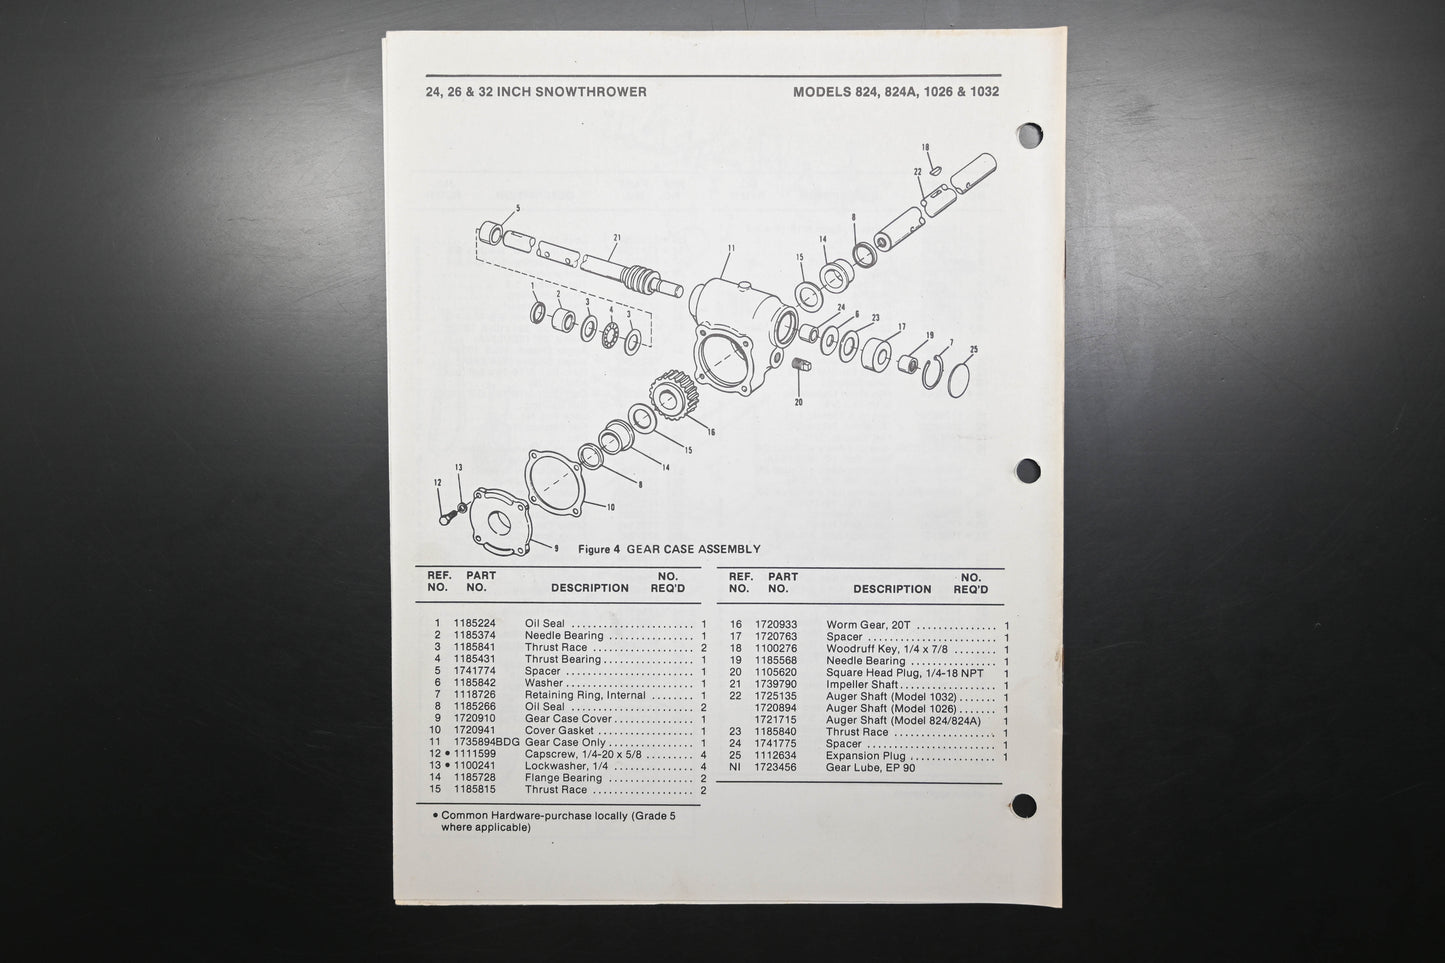 24, 26 & 32 INCH SNOWTHROWER MODELS 824, 824A, 1026 & 1032
18
22
5
8
21
14
11
15
1
2
3
4
3
24
6
23
17
19
7
25
20
16
15
14
8
10
13
12
9
Figure 4 GEAR CASE ASSEMBLY
REF. NO. PART NO. DESCRIPTION NO. REQ'D
1 1185224 Oil Seal ........................ 1
2 1185374 Needle Bearing ................ 1
3 1185841 Thrust Race .................... 2
4 1185431 Thrust Bearing ................. 1
5 1741774 Spacer ......................... 1
6 1185842 Washer ......................... 1
7 1118726 Retaining Ring, Internal ........ 1
8 1185266 Oil Seal ........................ 2
9 1720910 Gear Case Cover ............... 1
10 1720941 Cover Gasket ................... 1
11 1735894BDG Gear Case Only ................ 1
12 • 1111599 Capscrew, 1/4-20 x 5/8 ......... 4
13 • 1100241 Lockwasher, 1/4 ................ 4
14 1185728 Flange Bearing ................. 2
15 1185815 Thrust Race .................... 2
• Common Hardware-purchase locally (Grade 5
where applicable)
REF. NO. PART NO. DESCRIPTION NO. REQ'D
16 1720933 Worm Gear, 20T ................ 1
17 1720763 Spacer ......................... 1
18 1100276 Woodruff Key, 1/4 x 7/8 ........ 1
19 1185568 Needle Bearing ................. 1
20 1105620 Square Head Plug, 1/4-18 NPT 1
21 1739790 Impeller Shaft ................... 1
22 1725135 Auger Shaft (Model 1032) ....... 1
1720894 Auger Shaft (Model 1026) ....... 1
1721715 Auger Shaft (Model 824/824A) 1
23 1185840 Thrust Race .................... 1
24 1741775 Spacer ......................... 1
25 1112634 Expansion Plug ................. 1
NI 1723456 Gear Lube, EP 90